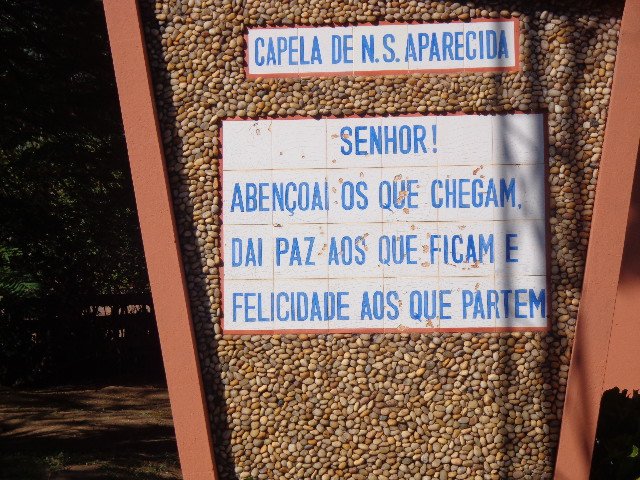 CAPELA DE N. S. APARECIDA
SENHOR!
ABENÇOAI OS QUE CHEGAM,
DAI PAZ AOS QUE FICAM E
FELICIDADE AOS QUE PARTEM